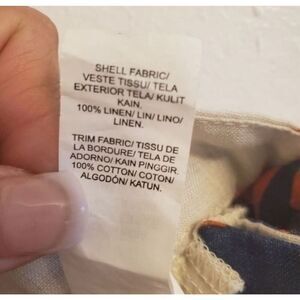 SHELL FABRIC/
VESTE TISSU/ TELA
EXTERIOR TELA/ KULIT
KAIN.
100% LINEN/ LIN/ LINO/
LINEN.
TRIM FABRIC/ TISSU DE
LA BORDURE/ TELA DE
ADORNO/ KAIN PINGGIR.
100% COTTON/ COTON/
ALGODÓN/ KATUN.